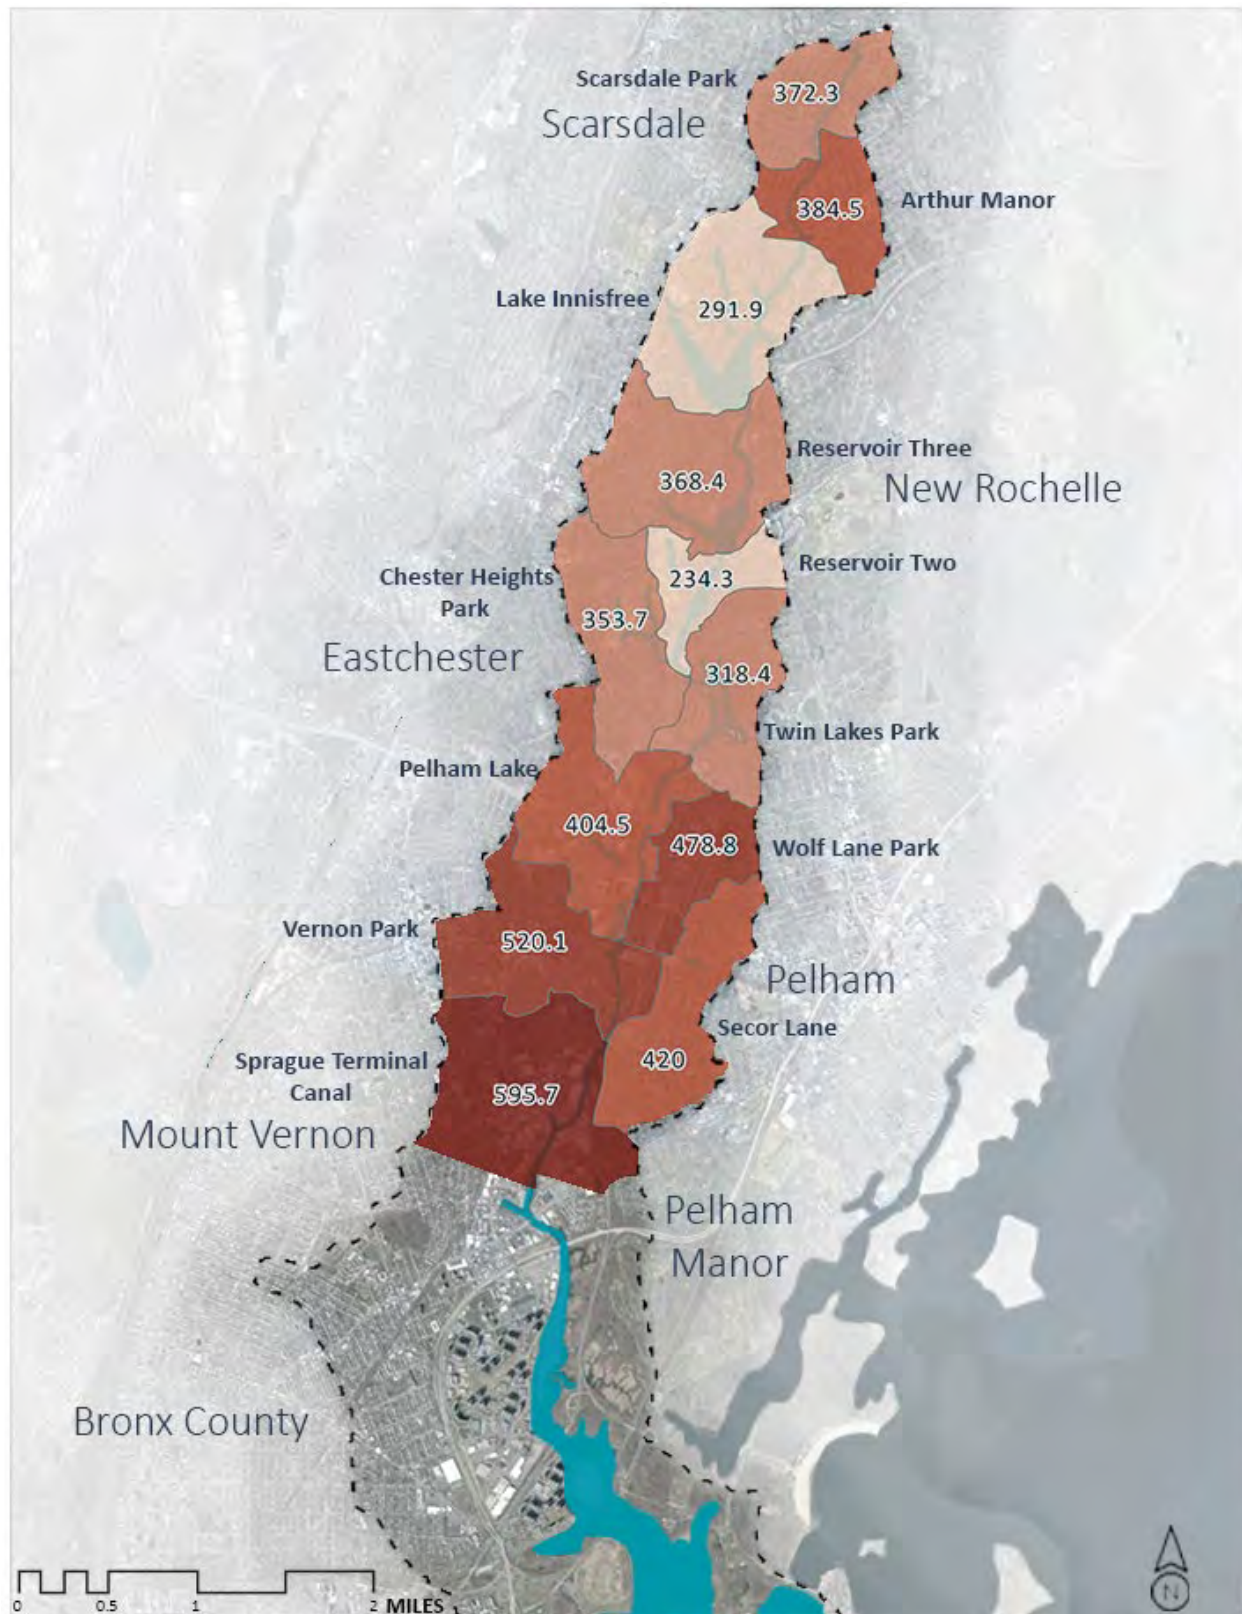 Scarsdale Park
372.3
Scarsdale
384.5
Arthur Manor
Lake Innisfree
291.9
Reservoir Three
368.4
New Rochelle
Reservoir Two
Chester Heights
Park
234.3
353.7
Eastchester
318.4
Twin Lakes Park
Pelham Lake
404.5
478.8
Wolf Lane Park
Vernon Park
520.1
Pelham
Secor Lane
Sprague Terminal
Canal
420
595.7
Mount Vernon
Pelham
Manor
Bronx County
N
0 0.5 1 2 MILES